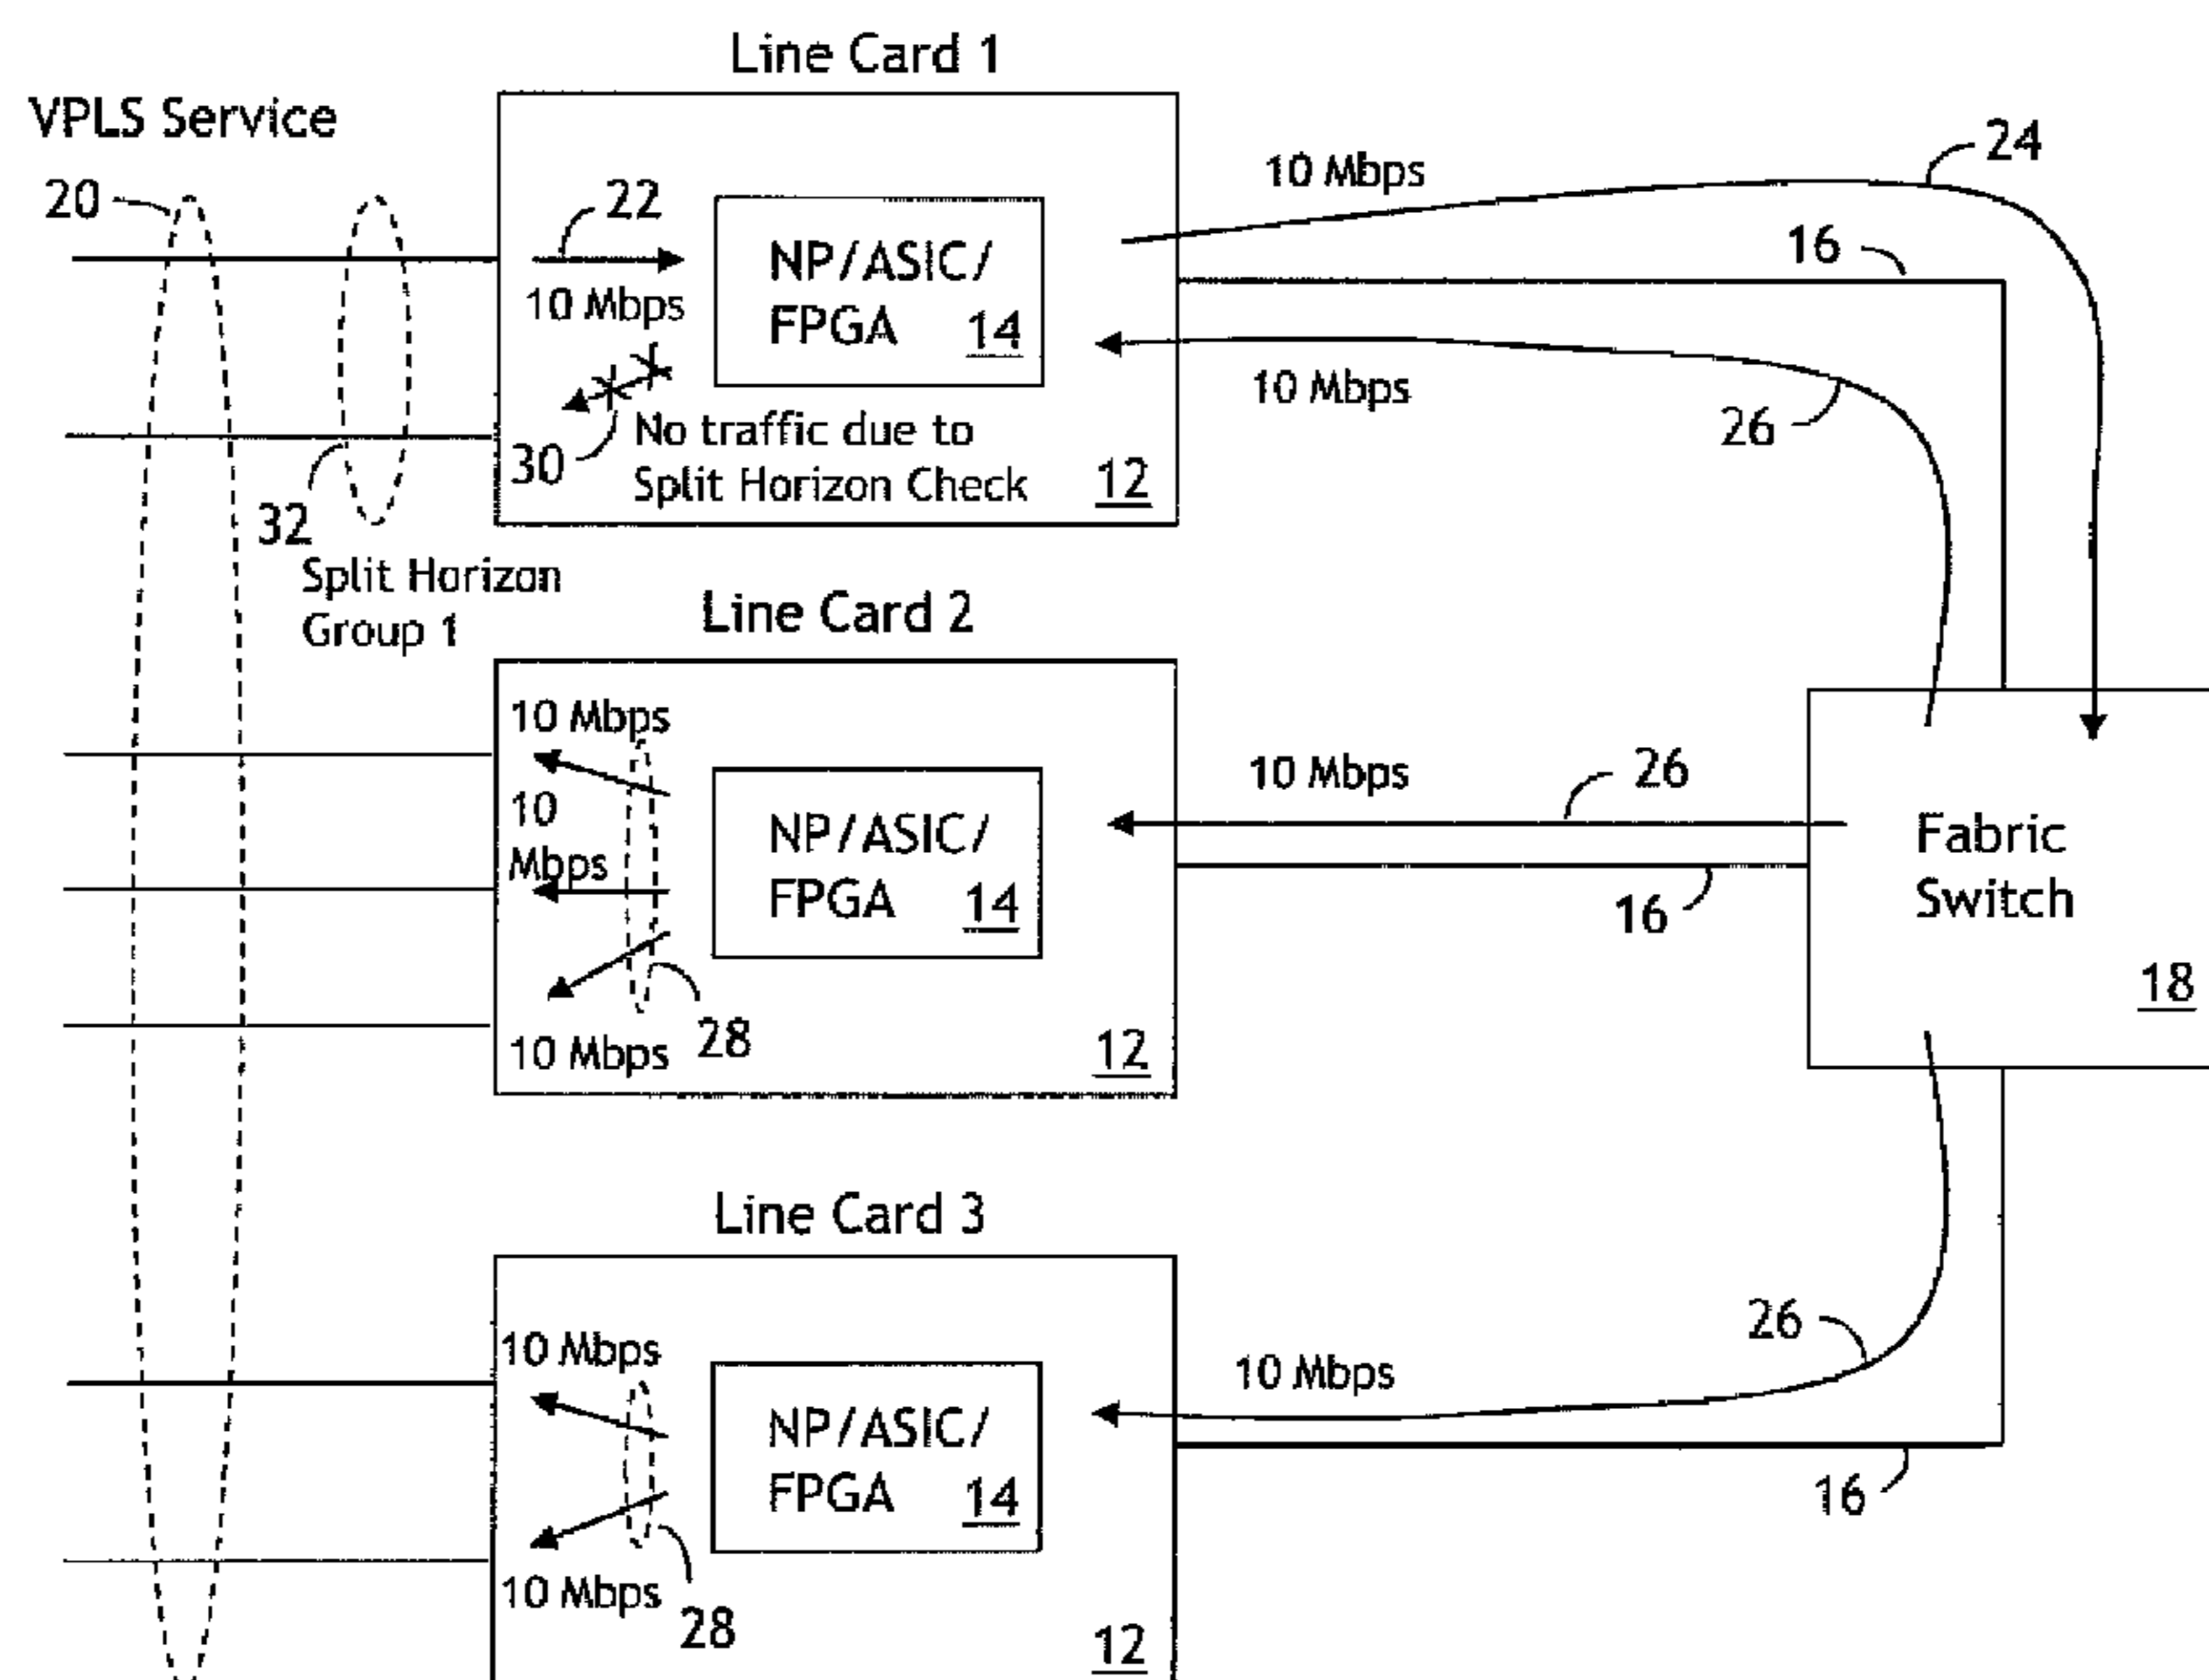 Line Card 1
VPLS Service
20
22
10 Mbps
NP/ASIC/
FPGA 14
30
No traffic due to
Split Horizon Check
12
32
Split Horizon
Group 1
10 Mbps
24
16
10 Mbps
26
Line Card 2
10 Mbps
10
Mbps
10 Mbps
28
NP/ASIC/
FPGA 14
12
10 Mbps
26
16
Fabric
Switch
18
Line Card 3
10 Mbps
10 Mbps
28
NP/ASIC/
FPGA 14
12
10 Mbps
26
16